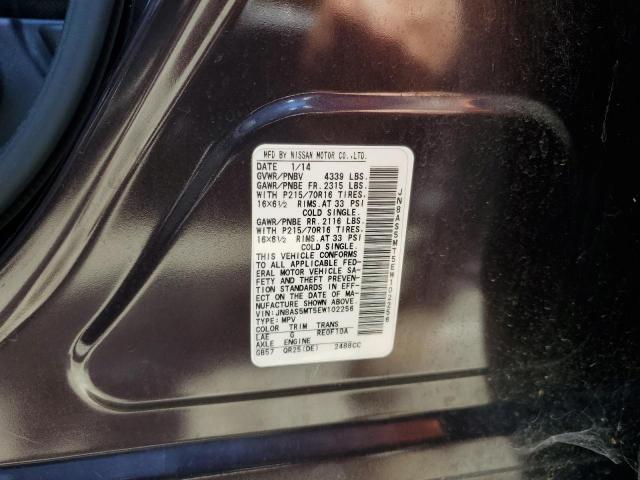 MFD BY NISSAN MOTOR CO.,LTD.
DATE 1/14
GVWR/PNBV 4339 LBS.
GAWR/PNBE FR. 2315 LBS.
WITH P215/70R16 TIRES.
16X6½ RIMS. AT 33 PSI
COLD SINGLE.
GAWR/PNBE RR. 2116 LBS.
WITH P215/70R16 TIRES.
16X6½ RIMS. AT 33 PSI
COLD SINGLE.
THIS VEHICLE CONFORMS
TO ALL APPLICABLE FED-
ERAL MOTOR VEHICLE SA-
FETY AND THEFT PREVEN-
TION STANDARDS IN EFF-
ECT ON THE DATE OF MA-
NUFACTURE SHOWN ABOVE.
VIN:JN8AS5MT5EW102256
TYPE: MPV
COLOR TRIM TRANS
LAE G RE0F10A
AXLE ENGINE
GB57 QR25(DE) 2488CC
JN8AS5MT5EW102256